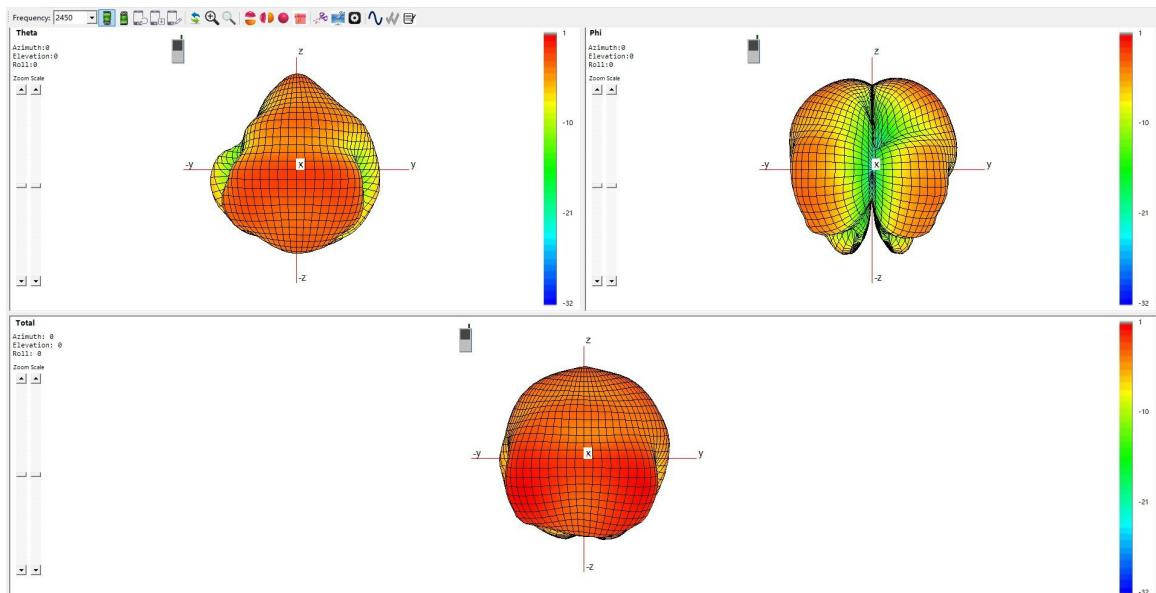 Frequency: 2450
Theta
Azimuth:0
Elevation:0
Roll:0
Zoom Scale
z
-y
x
y
-z
1
-10
-21
-32
Phi
Azimuth:0
Elevation:0
Roll:0
Zoom Scale
z
-y
x
y
-z
1
-10
-21
-32
Total
Azimuth: 0
Elevation: 0
Roll: 0
Zoom Scale
z
-y
x
y
-z
1
-10
-21
-32